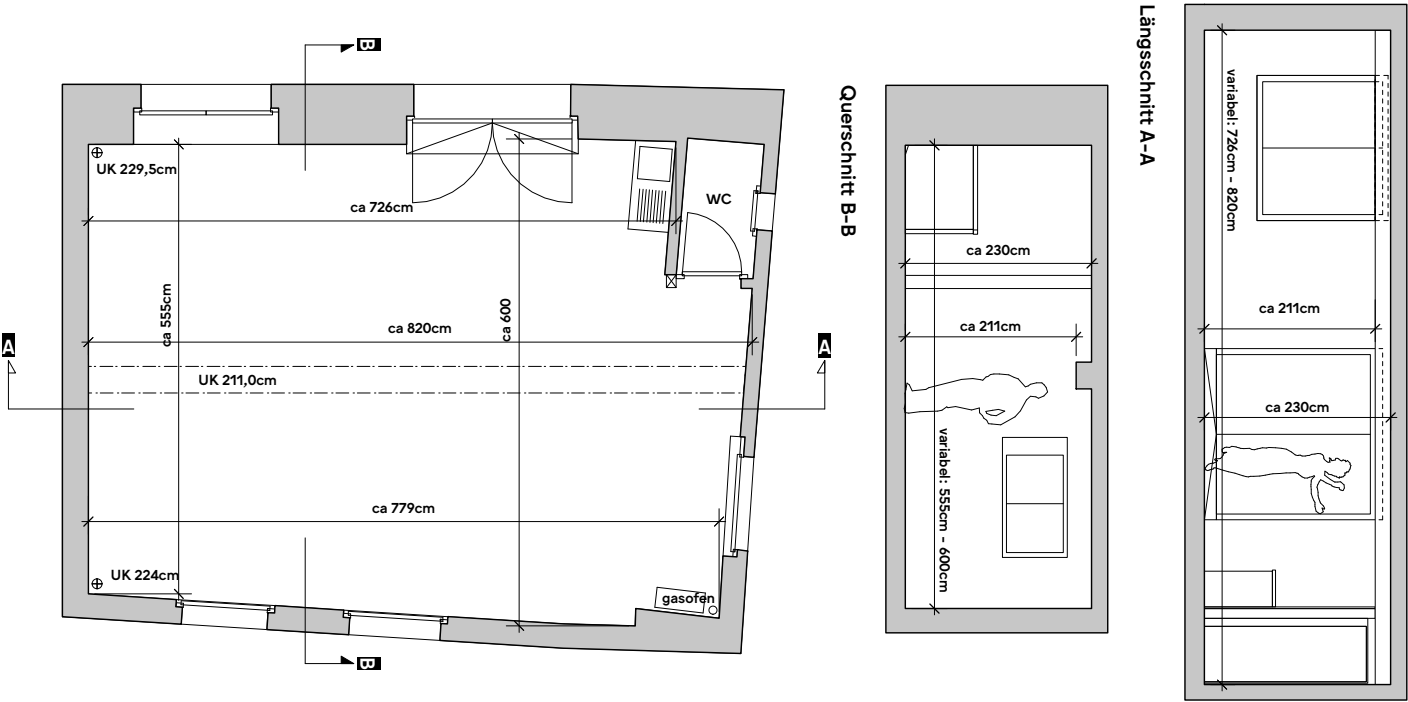 B
UK 229,5cm
ca 726cm
WC
ca 555cm
ca 600
ca 820cm
A
A
UK 211,0cm
ca 779cm
UK 224cm
gasofen
B
Querschnitt B-B
ca 230cm
ca 211cm
variabel: 555cm - 600cm
Längsschnitt A-A
variabel: 726cm - 820cm
ca 211cm
ca 230cm